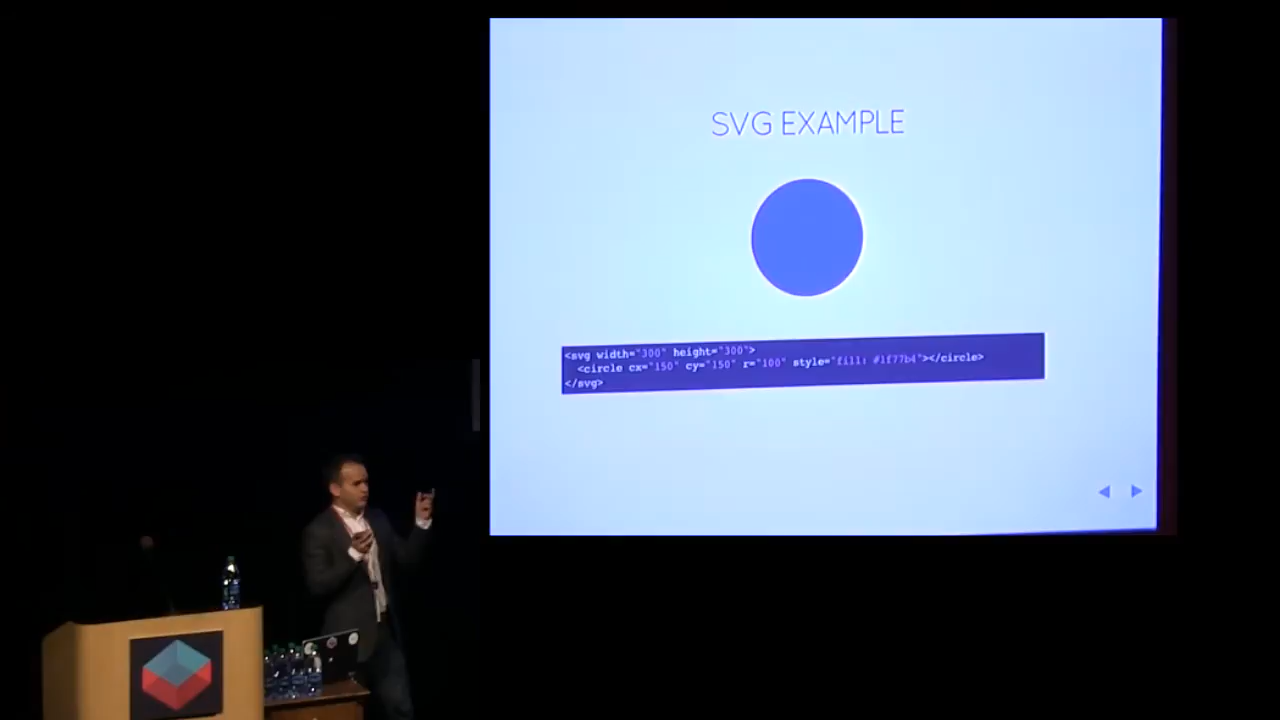 SVG EXAMPLE
<svg width="300" height="300">
<circle cx="150" cy="150" r="100" style="fill: #1f77b4"></circle>
</svg>